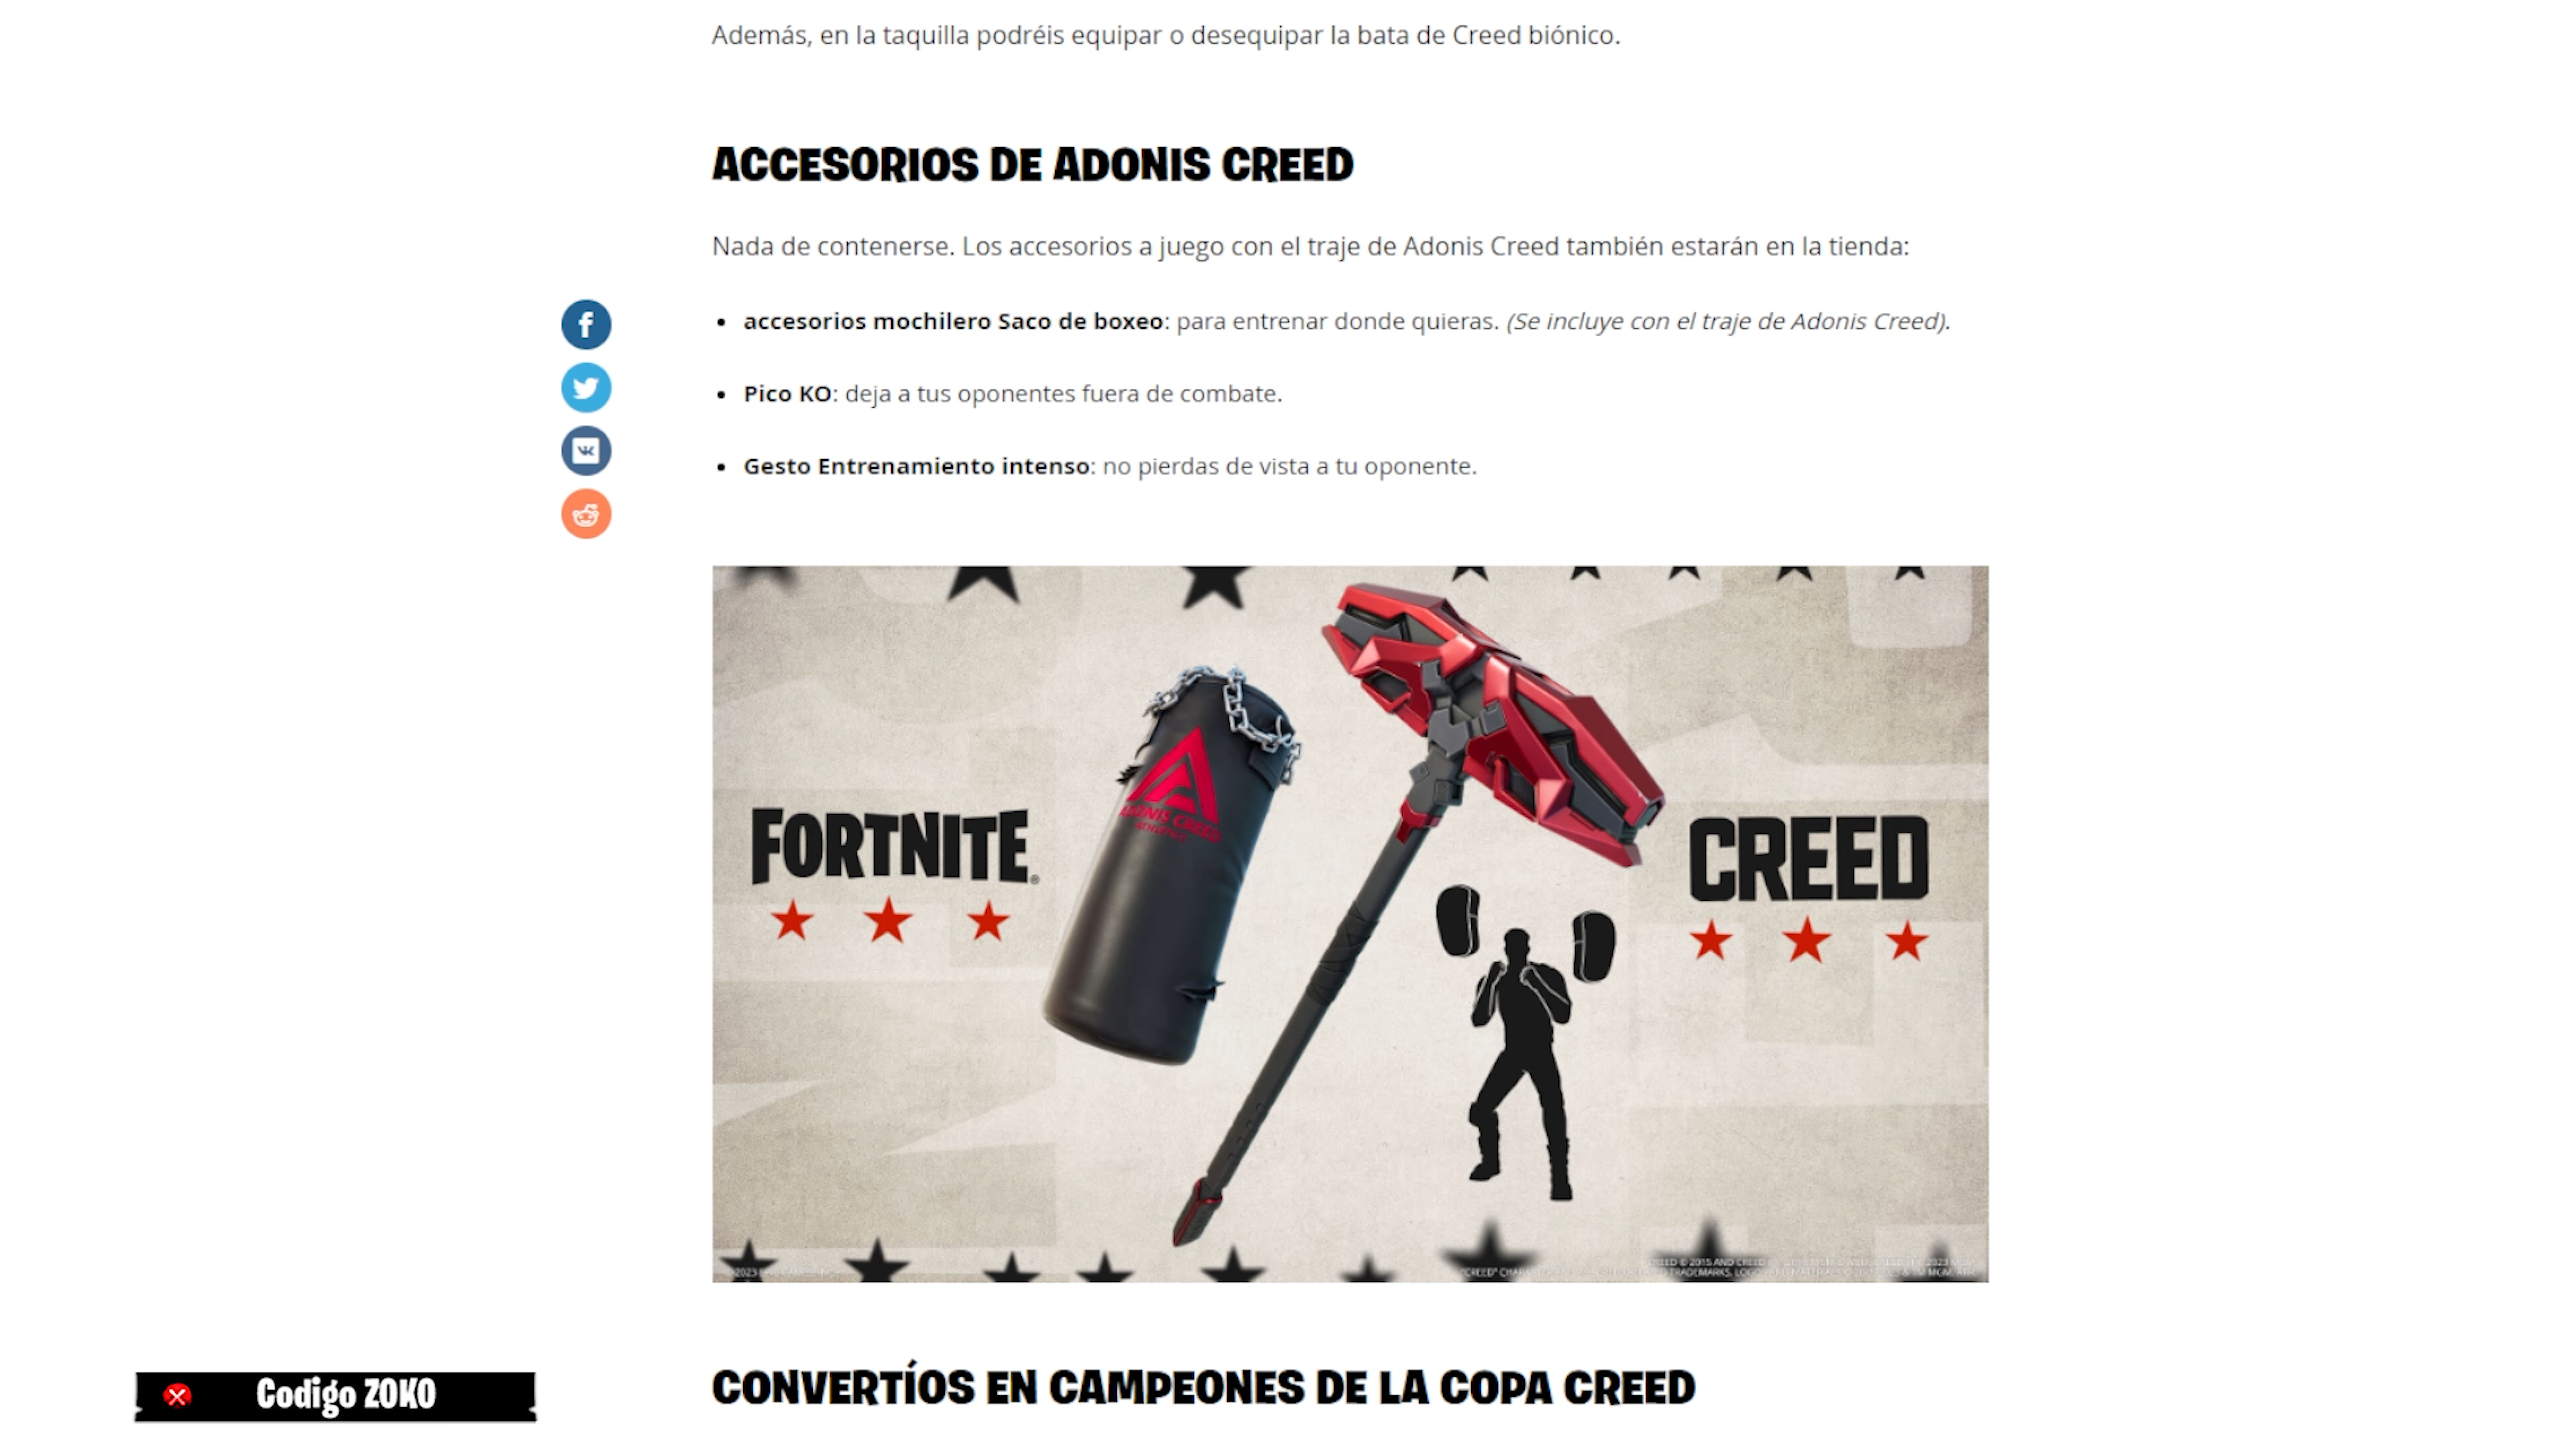 Además, en la taquilla podréis equipar o desequipar la bata de Creed biónico.
ACCESORIOS DE ADONIS CREED
Nada de contenerse. Los accesorios a juego con el traje de Adonis Creed también estarán en la tienda:
accesorios mochilero Saco de boxeo: para entrenar donde quieras. (Se incluye con el traje de Adonis Creed).
Pico KO: deja a tus oponentes fuera de combate.
Gesto Entrenamiento intenso: no pierdas de vista a tu oponente.
ADONIS CREED
FORTNITE
CREED
CONVERTÍOS EN CAMPEONES DE LA COPA CREED
Codigo ZOKO